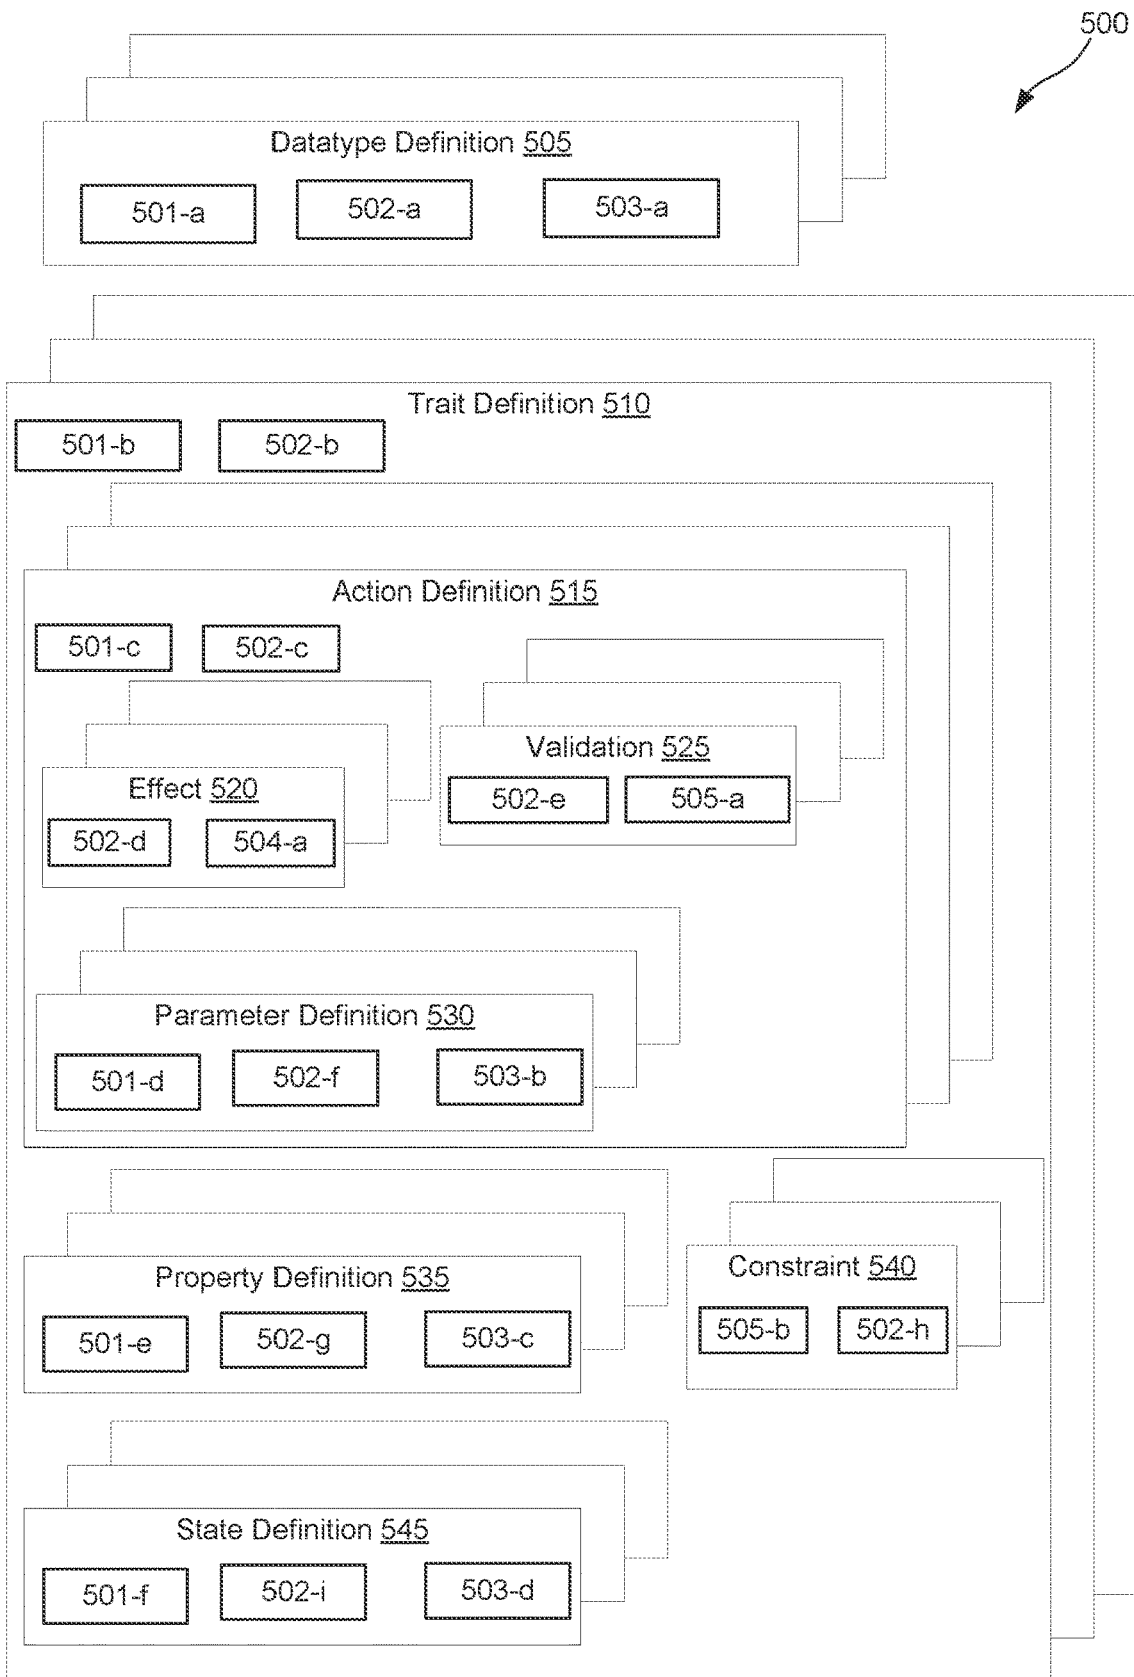 500
Datatype Definition 505
501-a 502-a 503-a
Trait Definition 510
501-b 502-b
Action Definition 515
501-c 502-c
Validation 525
502-e 505-a
Effect 520
502-d 504-a
Parameter Definition 530
501-d 502-f 503-b
Property Definition 535
501-e 502-g 503-c
Constraint 540
505-b 502-h
State Definition 545
501-f 502-i 503-d